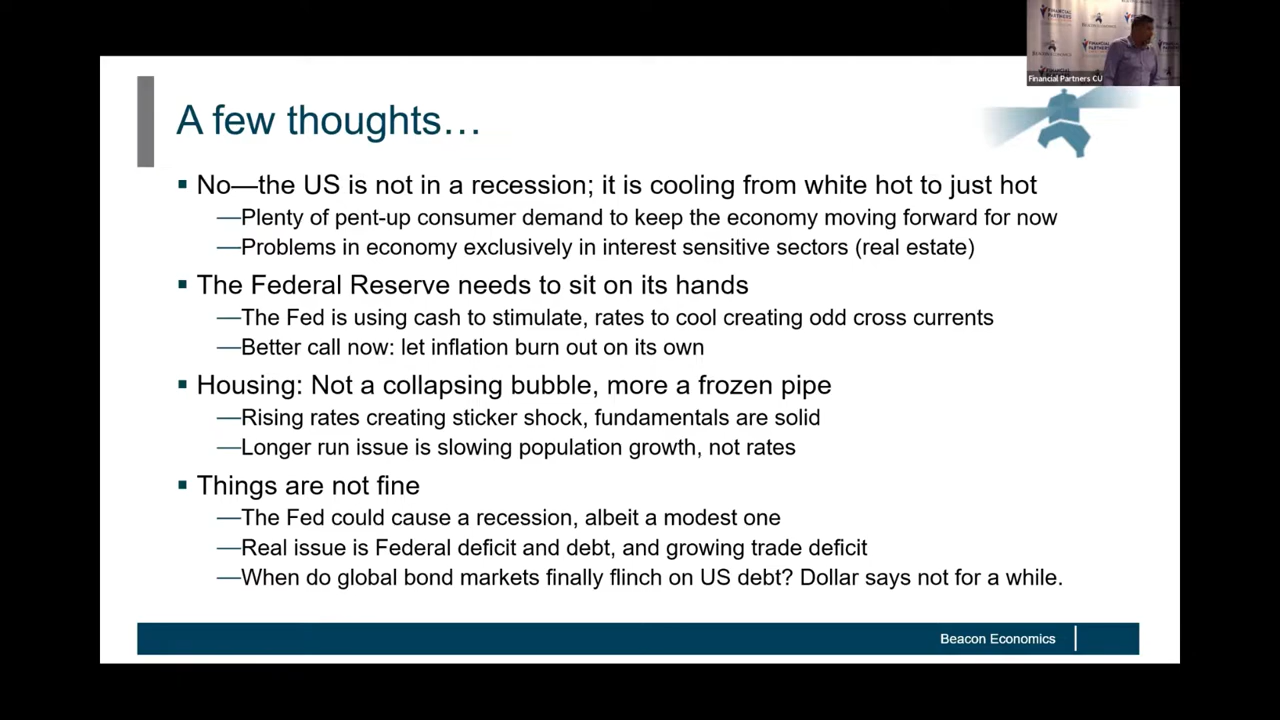 A few thoughts…
▪ No—the US is not in a recession; it is cooling from white hot to just hot
—Plenty of pent-up consumer demand to keep the economy moving forward for now
—Problems in economy exclusively in interest sensitive sectors (real estate)
▪ The Federal Reserve needs to sit on its hands
—The Fed is using cash to stimulate, rates to cool creating odd cross currents
—Better call now: let inflation burn out on its own
▪ Housing: Not a collapsing bubble, more a frozen pipe
—Rising rates creating sticker shock, fundamentals are solid
—Longer run issue is slowing population growth, not rates
▪ Things are not fine
—The Fed could cause a recession, albeit a modest one
—Real issue is Federal deficit and debt, and growing trade deficit
—When do global bond markets finally flinch on US debt? Dollar says not for a while.
Beacon Economics
FINANCIAL
PARTNERS
Financial Partners CU